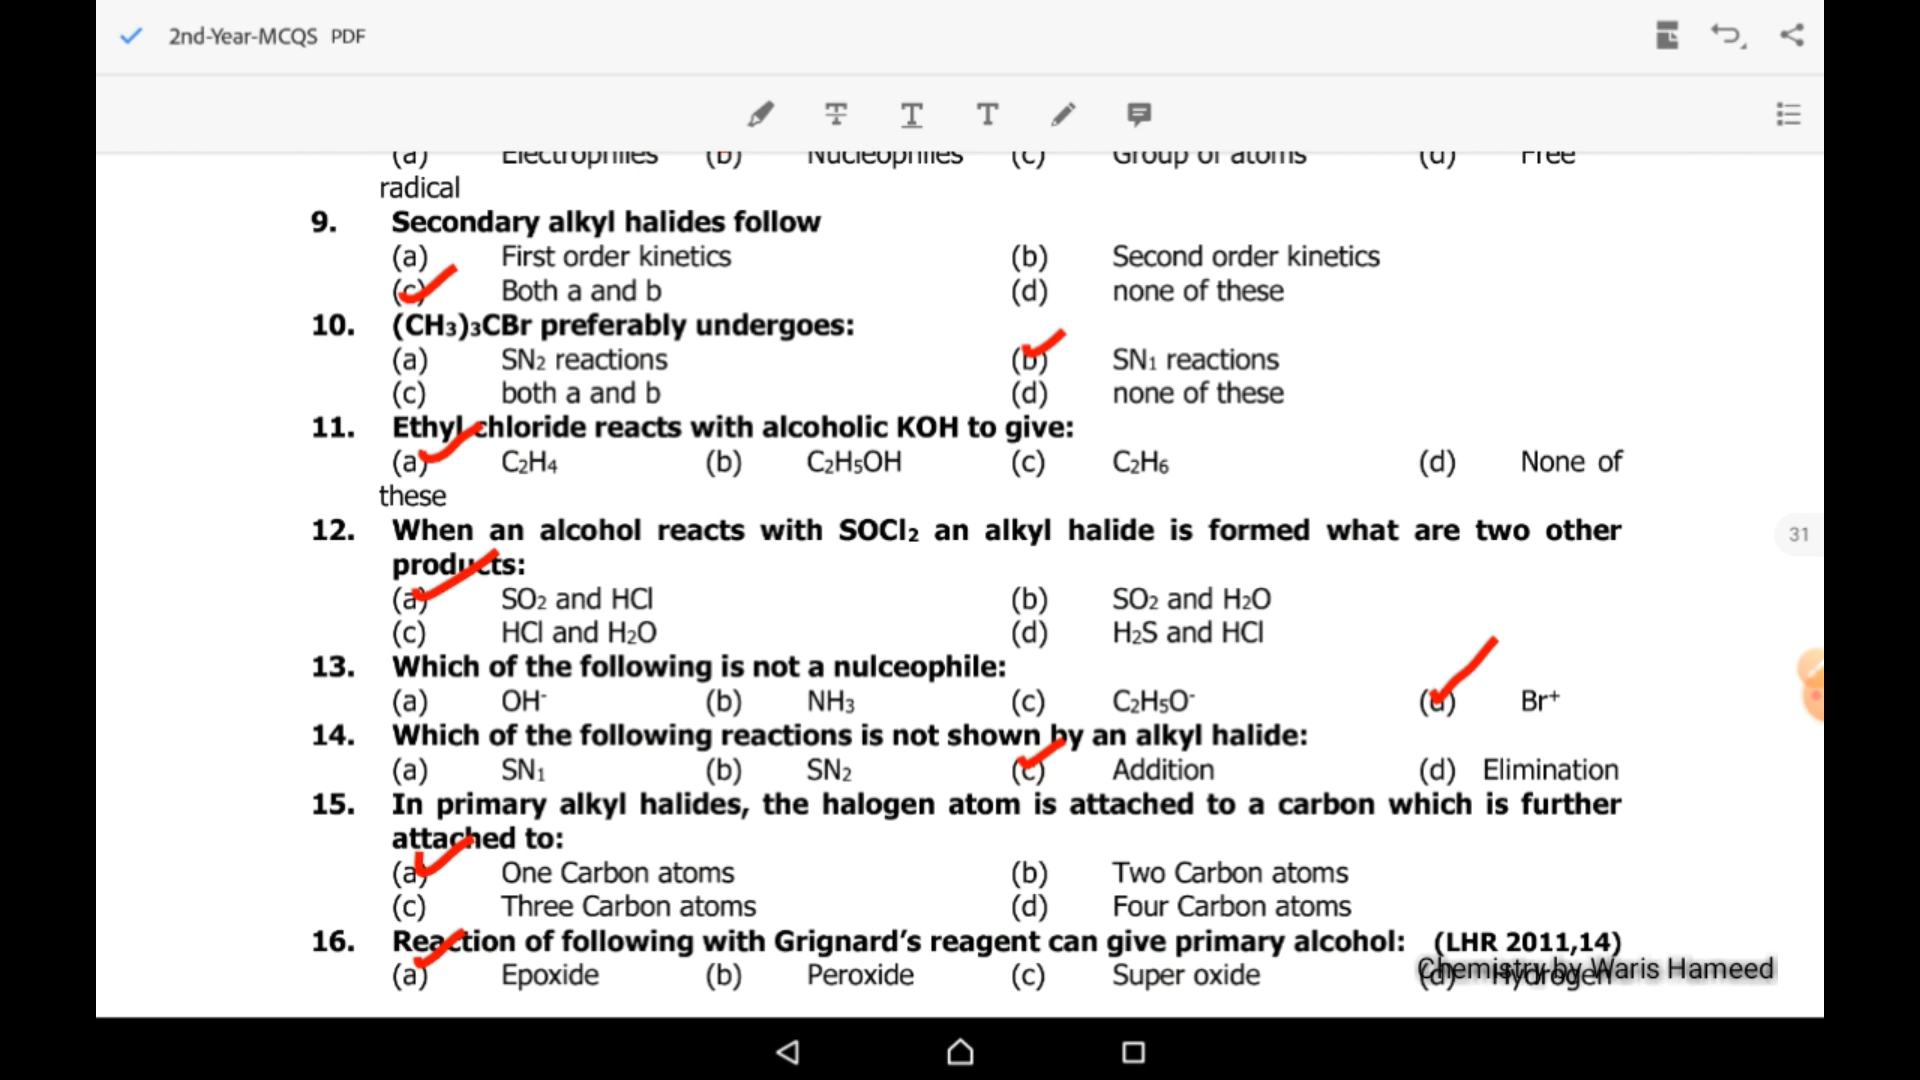 2nd-Year-MCQS PDF
(a) Electrophiles (b) Nucleophiles (c) Group of atoms (d) Free
radical
9. Secondary alkyl halides follow
(a) First order kinetics (b) Second order kinetics
(c) Both a and b (d) none of these
10. (CH₃)₃CBr preferably undergoes:
(a) SN₂ reactions (b) SN₁ reactions
(c) both a and b (d) none of these
11. Ethyl chloride reacts with alcoholic KOH to give:
(a) C₂H₄ (b) C₂H₅OH (c) C₂H₆ (d) None of
these
12. When an alcohol reacts with SOCl₂ an alkyl halide is formed what are two other
products:
(a) SO₂ and HCl (b) SO₂ and H₂O
(c) HCl and H₂O (d) H₂S and HCl
13. Which of the following is not a nulceophile:
(a) OH⁻ (b) NH₃ (c) C₂H₅O⁻ (d) Br⁺
14. Which of the following reactions is not shown by an alkyl halide:
(a) SN₁ (b) SN₂ (c) Addition (d) Elimination
15. In primary alkyl halides, the halogen atom is attached to a carbon which is further
attached to:
(a) One Carbon atoms (b) Two Carbon atoms
(c) Three Carbon atoms (d) Four Carbon atoms
16. Reaction of following with Grignard's reagent can give primary alcohol: (LHR 2011,14)
(a) Epoxide (b) Peroxide (c) Super oxide (d) Hydrogen
Chemistry by Waris Hameed
31